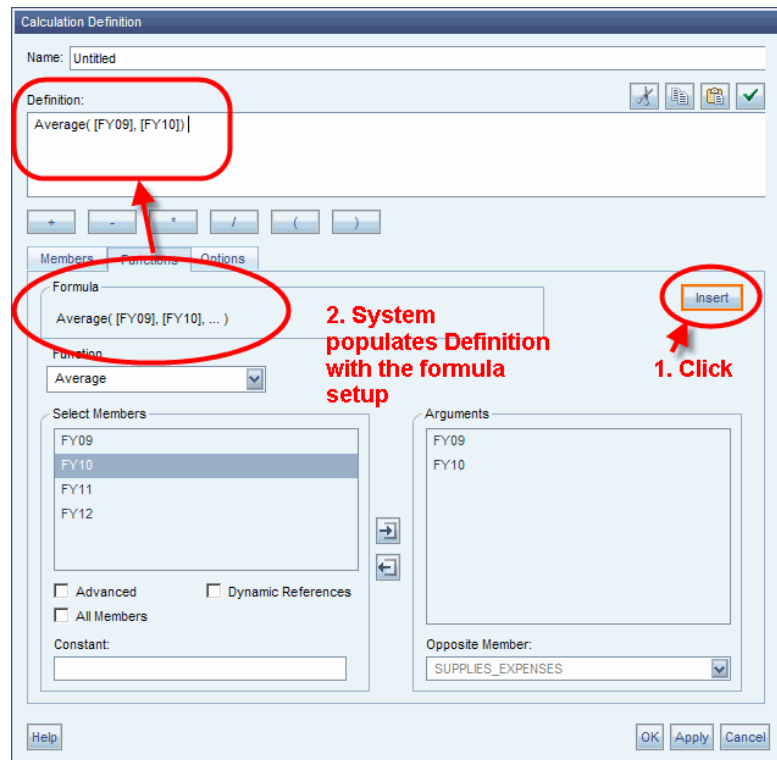 Calculation Definition
Name: Untitled
Definition:
Average( [FY09], [FY10])
+ - * / ( )
Members Functions Options
Formula
Average( [FY09], [FY10], ... )
Insert
2. System
populates Definition
with the formula
setup
1. Click
Function
Average
Select Members
FY09
FY10
FY11
FY12
Arguments
FY09
FY10
Advanced
Dynamic References
All Members
Constant:
Opposite Member:
SUPPLIES_EXPENSES
Help
OK Apply Cancel